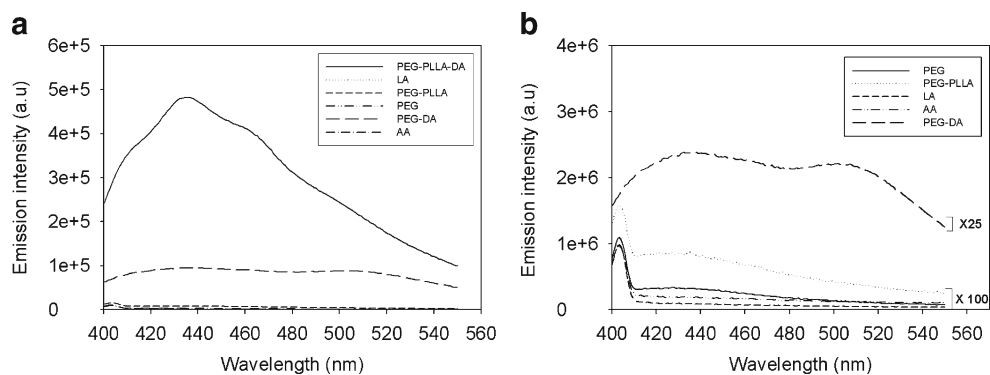 a
6e+5
5e+5
4e+5
3e+5
2e+5
1e+5
0
Emission intensity (a.u)
PEG-PLLA-DA
LA
PEG-PLLA
PEG
PEG-DA
AA
400 420 440 460 480 500 520 540 560
Wavelength (nm)
b
4e+6
3e+6
2e+6
1e+6
0
Emission intensity (a.u)
PEG
PEG-PLLA
LA
AA
PEG-DA
X25
X 100
400 420 440 460 480 500 520 540 560
Wavelength (nm)